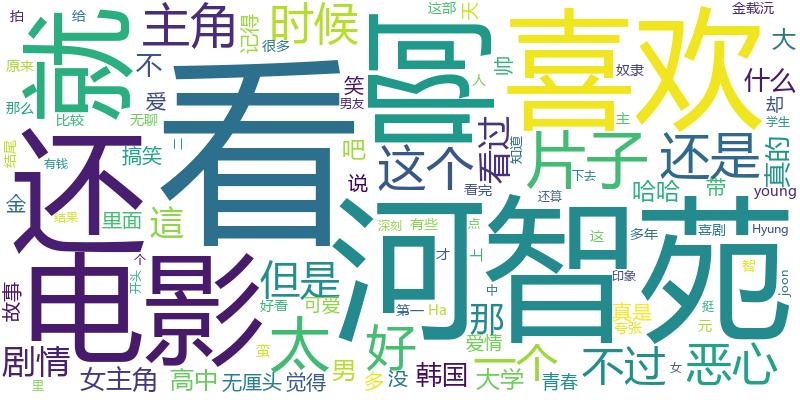 拍
给
主角
时候
这部
天
喜欢
金载沅
就
记得
很多
啊
帅
人
大
原来
不
看
笑
男友
奴隶
什么
那么
比较
无聊
爱
却
学生
还
搞笑
二
吧
这个
看过
知道
片子
主
还是
真的
结尾
有钱
说
看完
还算
下去
哈哈
带
young
金
里面
這
河智苑
深刻
有些
点
这
多年
喜剧
Hyung
结果
电影
个
开头
但是
才
上
那
印象
智
joon
故事
好看
可爱
第一
Ha
中
真是
夸张
挺
元
剧情
蛮
太
好
爱情
一个
不过
女
恶心
里
女主角
高中
无厘头
觉得
男
多
没
韩国
大学
青春